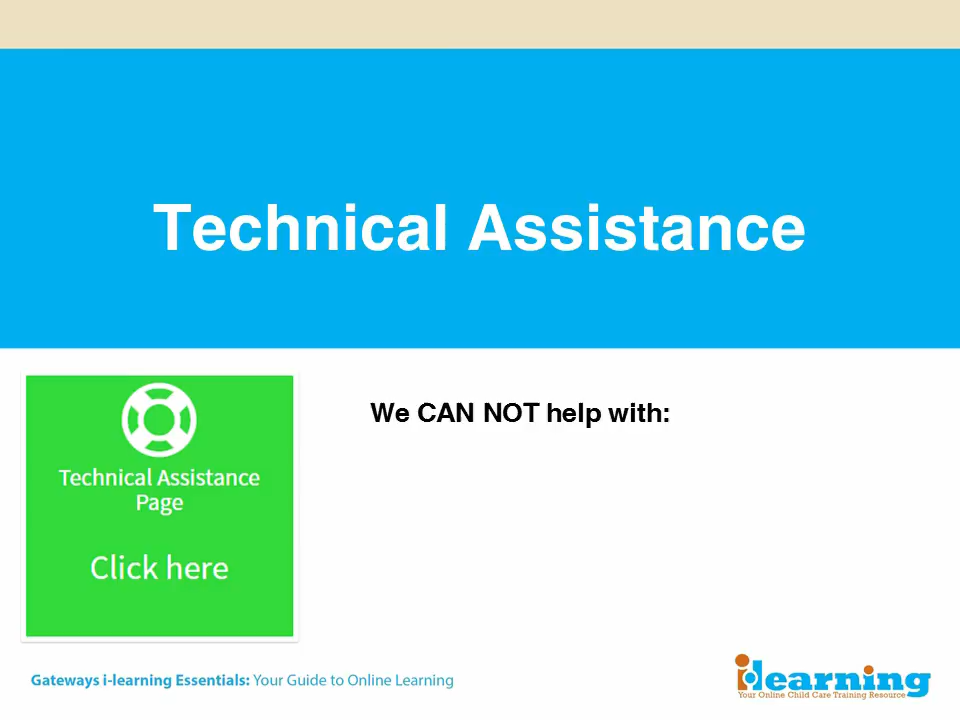 Technical Assistance
We CAN NOT help with:
Technical Assistance
Page
Click here
Gateways i-learning Essentials: Your Guide to Online Learning
ilearning
Your Online Child Care Training Resource